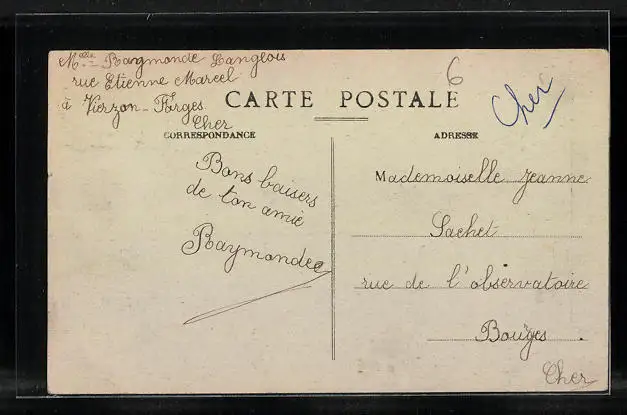 Mlle Raymonde Langlois
rue Etienne Marcel
à Vierzon-Forges
Cher
6
CARTE POSTALE
Cher
CORRESPONDANCE
Bons baisers
de ton amie
Raymonde
ADRESSE
Mademoiselle Jeanne
Sachet
rue de l'observatoire
Bourges.
Cher